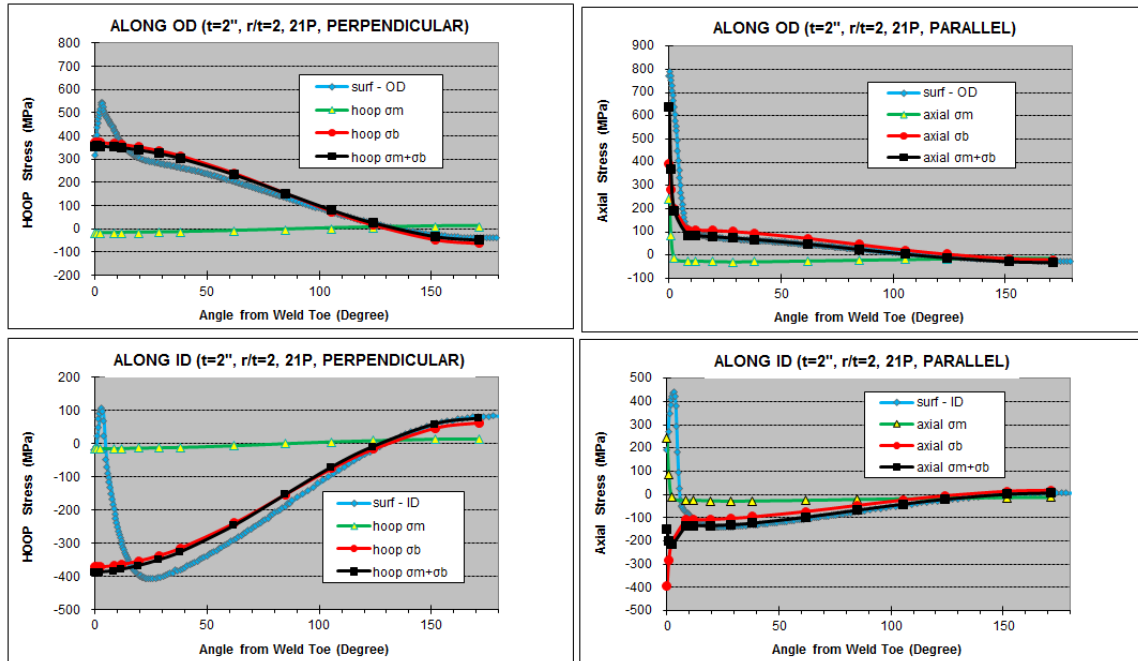 ALONG OD (t=2", r/t=2, 21P, PERPENDICULAR)
800
700
600
500
400
300
200
100
0
-100
-200
HOOP Stress (MPa)
surf - OD
hoop σm
hoop σb
hoop σm+σb
0
50
100
150
Angle from Weld Toe (Degree)
ALONG OD (t=2", r/t=2, 21P, PARALLEL)
900
800
700
600
500
400
300
200
100
0
-100
Axial Stress (MPa)
surf - OD
axial σm
axial σb
axial σm+σb
0
50
100
150
Angle from Weld Toe (Degree)
ALONG ID (t=2", r/t=2, 21P, PERPENDICULAR)
200
100
0
-100
-200
-300
-400
-500
HOOP Stress (MPa)
surf - ID
hoop σm
hoop σb
hoop σm+σb
0
50
100
150
Angle from Weld Toe (Degree)
ALONG ID (t=2", r/t=2, 21P, PARALLEL)
500
400
300
200
100
0
-100
-200
-300
-400
-500
Axial Stress (MPa)
surf - ID
axial σm
axial σb
axial σm+σb
0
50
100
150
Angle from Weld Toe (Degree)